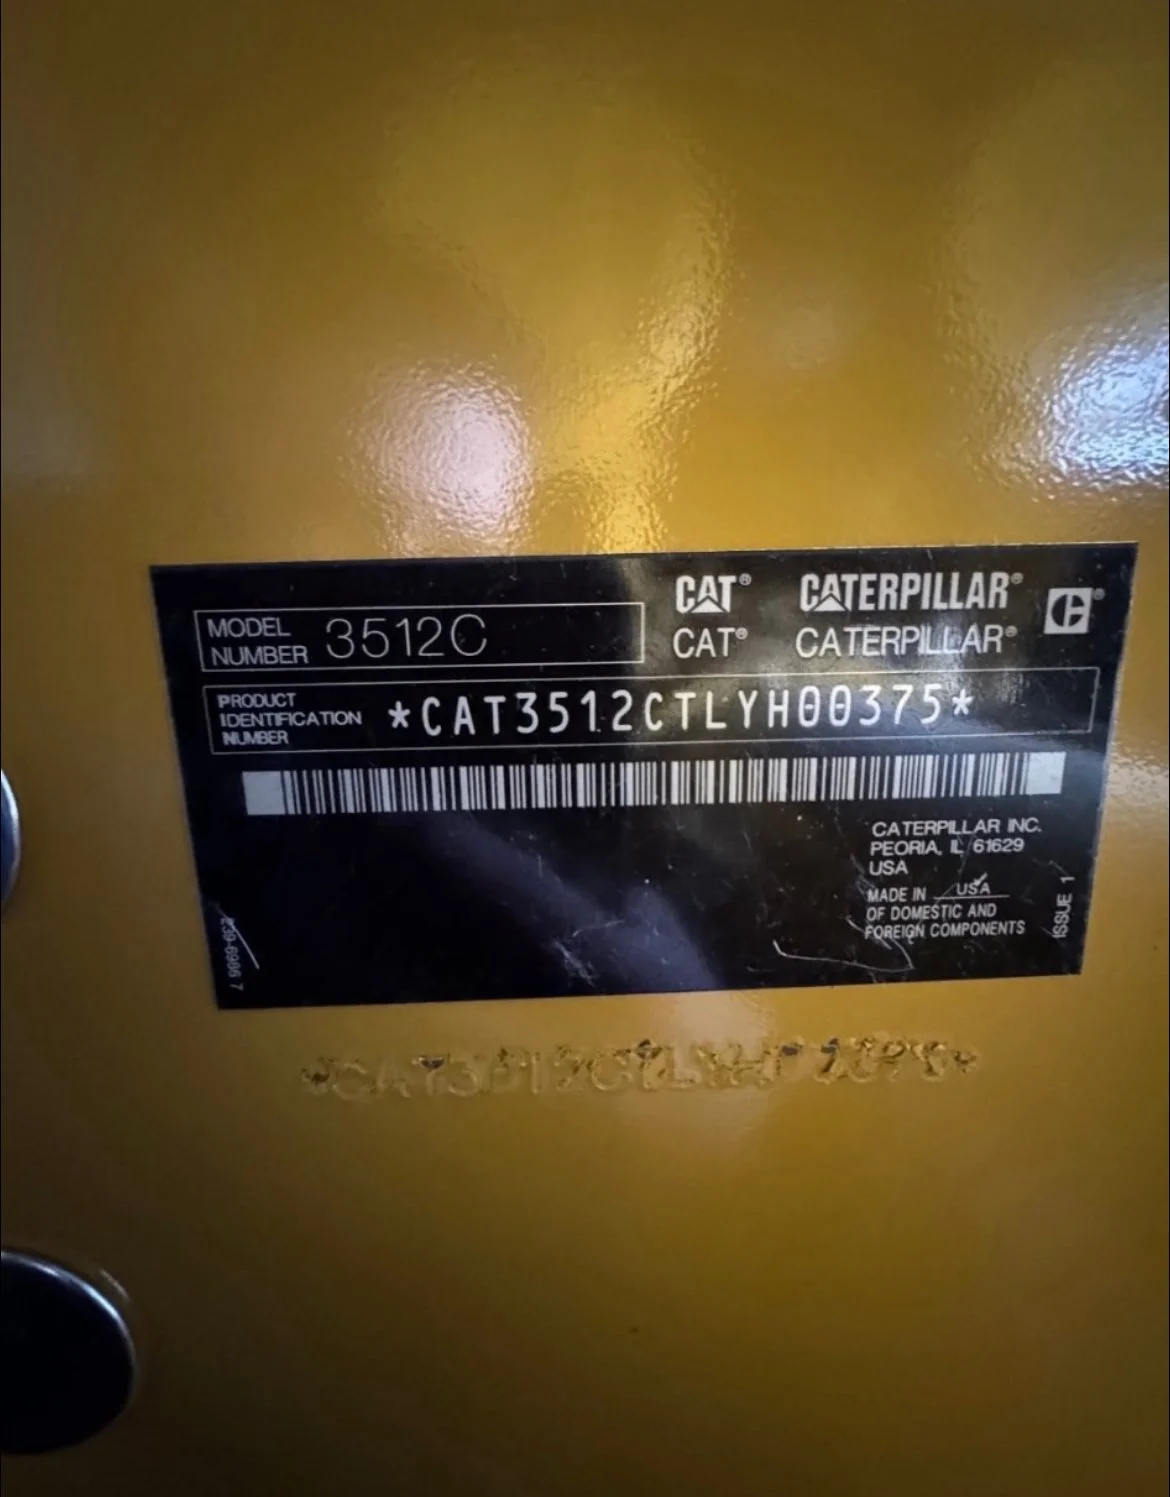 MODEL NUMBER 3512C
CAT® CATERPILLAR®
CAT® CATERPILLAR®
PRODUCT IDENTIFICATION NUMBER *CAT3512CTLYH00375*
CATERPILLAR INC.
PEORIA, IL 61629
USA
MADE IN USA
OF DOMESTIC AND
FOREIGN COMPONENTS
ISSUE 1